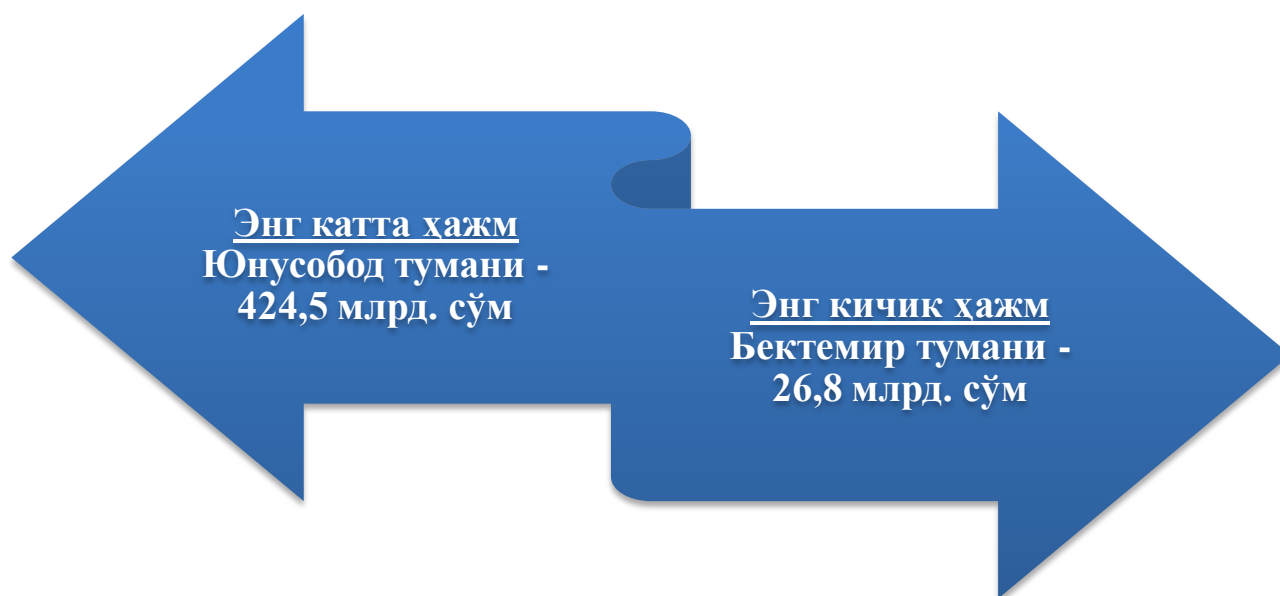 Энг катта ҳажм
Юнусобод тумани -
424,5 млрд. сўм
Энг кичик ҳажм
Бектемир тумани -
26,8 млрд. сўм